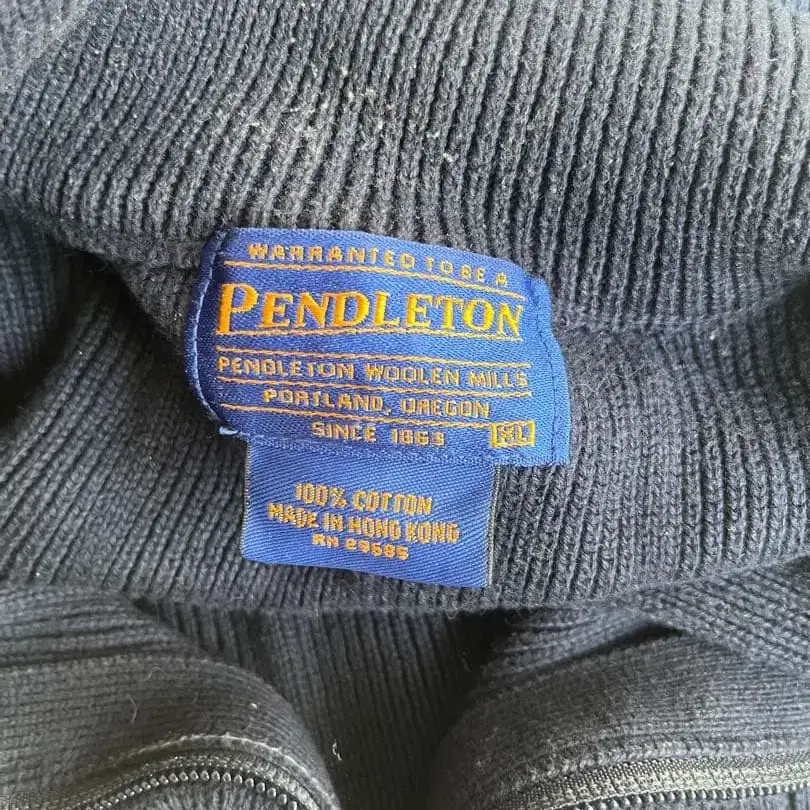 WARRANTED TO BE A
PENDLETON
PENDLETON WOOLEN MILLS
PORTLAND, OREGON
SINCE 1863 XL
100% COTTON
MADE IN HONG KONG
RN 29685